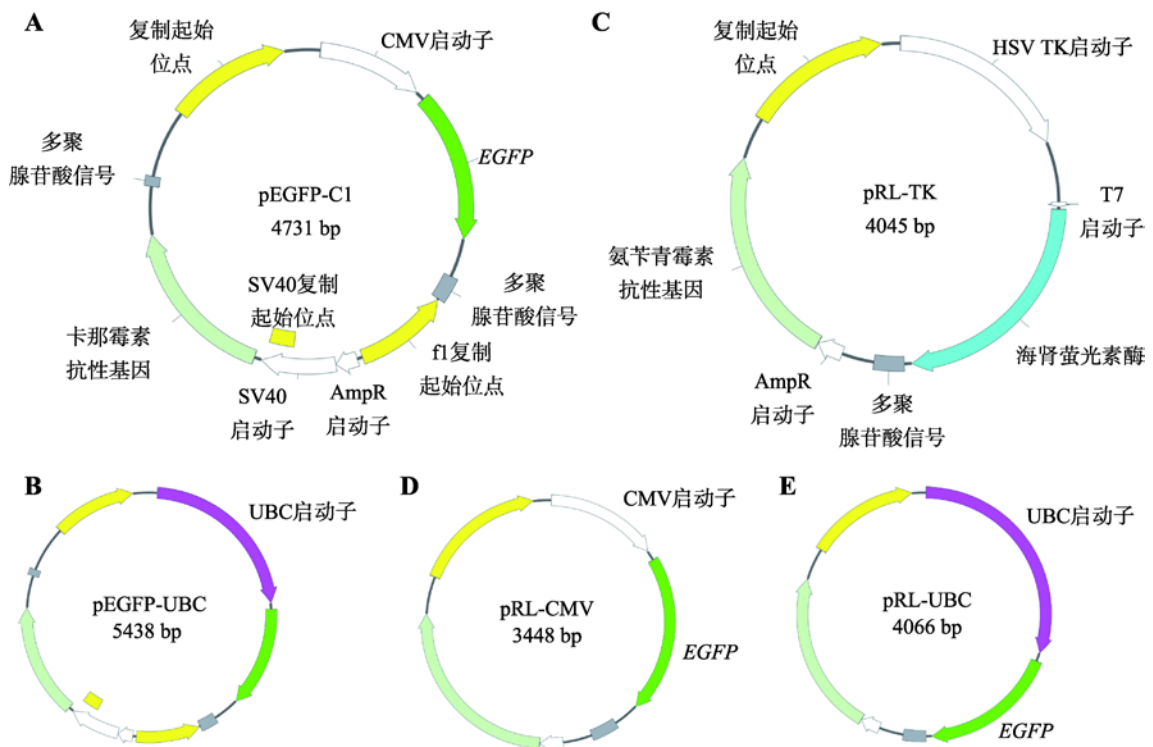 A
复制起始
位点
CMV启动子
多聚
腺苷酸信号
EGFP
pEGFP-C1
4731 bp
SV40复制
起始位点
多聚
腺苷酸信号
卡那霉素
抗性基因
f1复制
起始位点
SV40
启动子
AmpR
启动子
C
复制起始
位点
HSV TK启动子
pRL-TK
4045 bp
T7
启动子
氨苄青霉素
抗性基因
海肾萤光素酶
AmpR
启动子
多聚
腺苷酸信号
B
UBC启动子
pEGFP-UBC
5438 bp
D
CMV启动子
pRL-CMV
3448 bp
EGFP
E
UBC启动子
pRL-UBC
4066 bp
EGFP